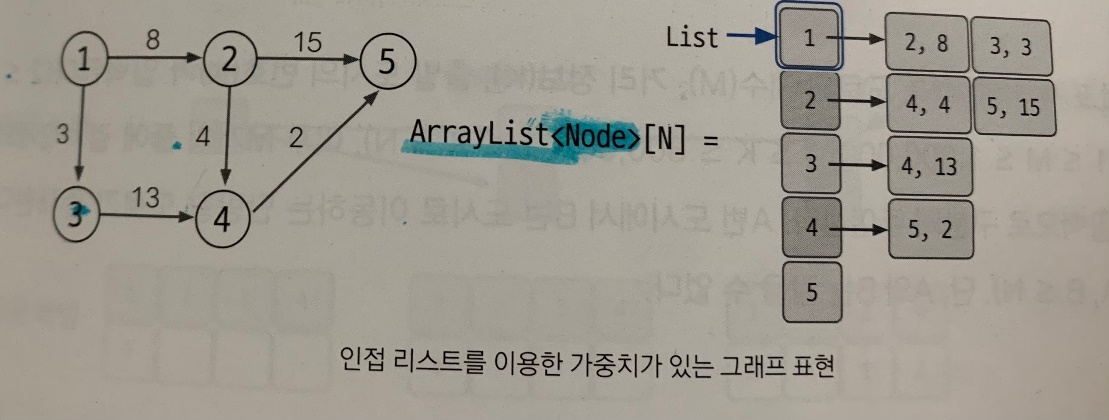 1 8 2 15 5
3 4 2
3 13 4
ArrayList<Node>[N] =
List 1 2, 8 3, 3
2 4, 4 5, 15
3 4, 13
4 5, 2
5
인접 리스트를 이용한 가중치가 있는 그래프 표현